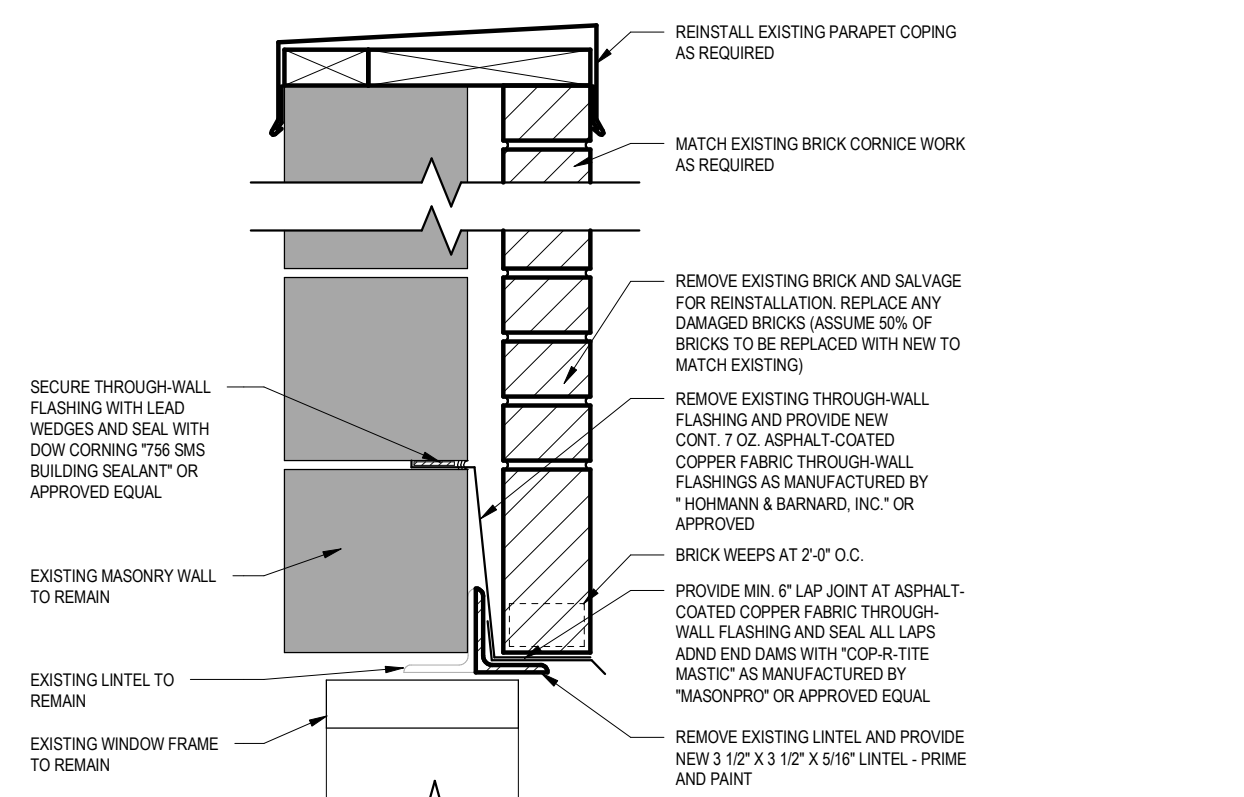 REINSTALL EXISTING PARAPET COPING
AS REQUIRED
MATCH EXISTING BRICK CORNICE WORK
AS REQUIRED
REMOVE EXISTING BRICK AND SALVAGE
FOR REINSTALLATION. REPLACE ANY
DAMAGED BRICKS (ASSUME 50% OF
BRICKS TO BE REPLACED WITH NEW TO
MATCH EXISTING)
SECURE THROUGH-WALL
FLASHING WITH LEAD
WEDGES AND SEAL WITH
DOW CORNING "756 SMS
BUILDING SEALANT" OR
APPROVED EQUAL
REMOVE EXISTING THROUGH-WALL
FLASHING AND PROVIDE NEW
CONT. 7 OZ. ASPHALT-COATED
COPPER FABRIC THROUGH-WALL
FLASHINGS AS MANUFACTURED BY
" HOHMANN & BARNARD, INC." OR
APPROVED
BRICK WEEPS AT 2'-0" O.C.
EXISTING MASONRY WALL
TO REMAIN
PROVIDE MIN. 6" LAP JOINT AT ASPHALT-
COATED COPPER FABRIC THROUGH-
WALL FLASHING AND SEAL ALL LAPS
ADND END DAMS WITH "COP-R-TITE
MASTIC" AS MANUFACTURED BY
"MASONPRO" OR APPROVED EQUAL
EXISTING LINTEL TO
REMAIN
EXISTING WINDOW FRAME
TO REMAIN
REMOVE EXISTING LINTEL AND PROVIDE
NEW 3 1/2" X 3 1/2" X 5/16" LINTEL - PRIME
AND PAINT